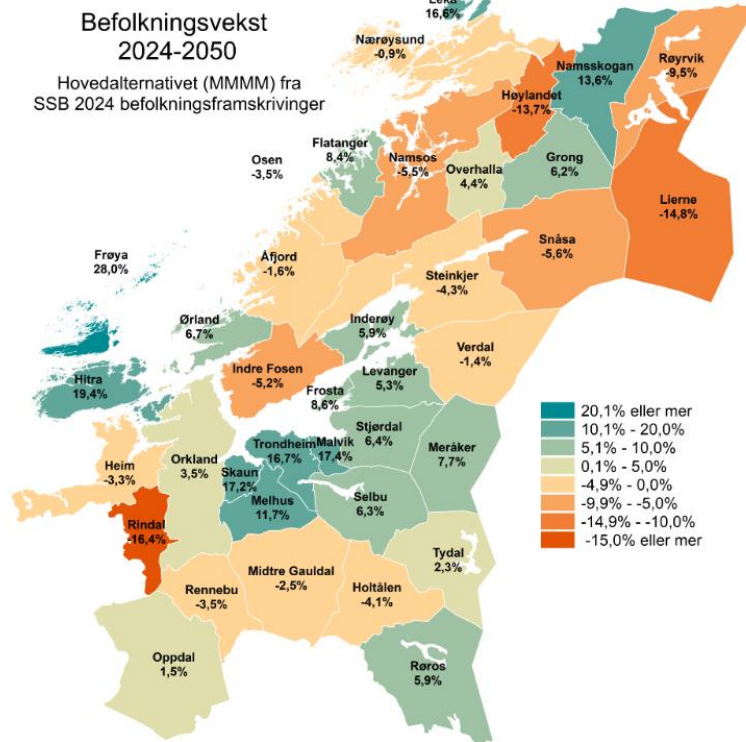 Befolkningsvekst
2024-2050
Hovedalternativet (MMMM) fra
SSB 2024 befolkningsframskrivinger
Leka
16,6%
Nærøysund
-0,9%
Namsskogan
13,6%
Røyrvik
-9,5%
Høylandet
-13,7%
Flatanger
8,4%
Osen
-3,5%
Namsos
-5,5%
Overhalla
4,4%
Grong
6,2%
Lierne
-14,8%
Snåsa
-5,6%
Frøya
28,0%
Åfjord
-1,6%
Steinkjer
-4,3%
Ørland
6,7%
Inderøy
5,9%
Verdal
-1,4%
Hitra
19,4%
Indre Fosen
-5,2%
Levanger
5,3%
Frosta
8,6%
Stjørdal
6,4%
Meråker
7,7%
Heim
-3,3%
Orkland
3,5%
Trondheim
16,7%
Malvik
17,4%
Skaun
17,2%
Melhus
11,7%
Selbu
6,3%
Rindal
-16,4%
Tydal
2,3%
Midtre Gauldal
-2,5%
Rennebu
-3,5%
Holtålen
-4,1%
Oppdal
1,5%
Røros
5,9%
20,1% eller mer
10,1% - 20,0%
5,1% - 10,0%
0,1% - 5,0%
-4,9% - 0,0%
-9,9% - -5,0%
-14,9% - -10,0%
-15,0% eller mer